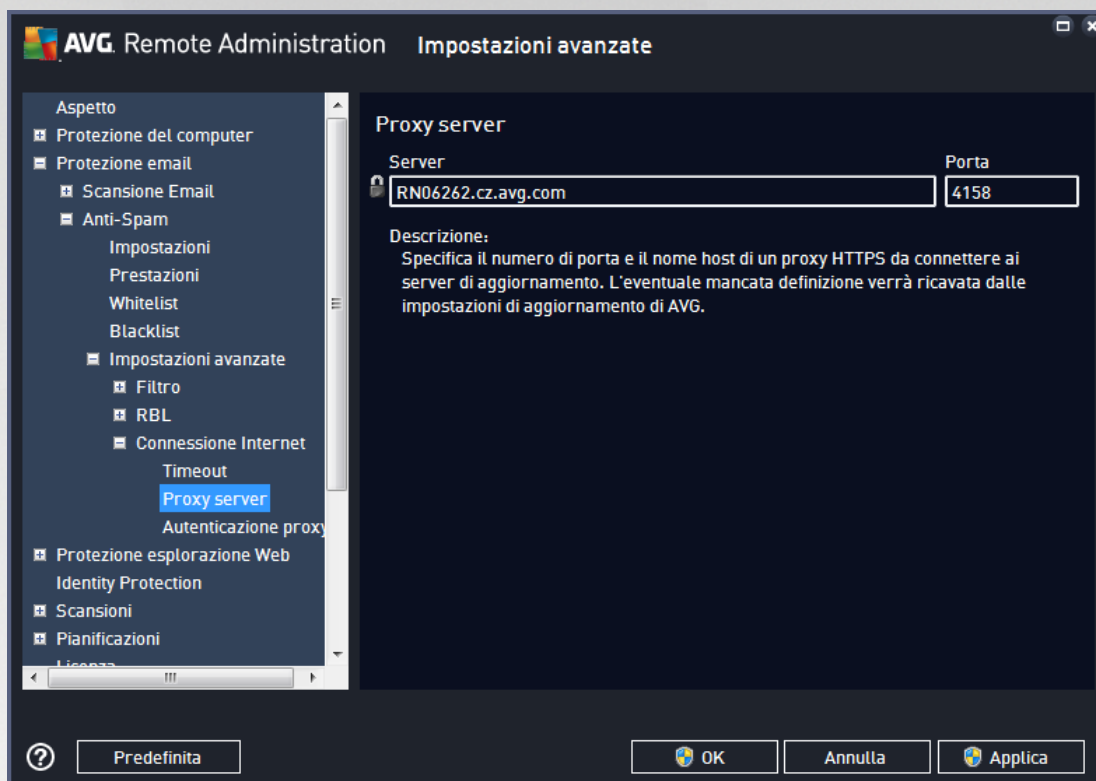 AVG. Remote Administration Impostazioni avanzate
Aspetto
Protezione del computer
Protezione email
Scansione Email
Anti-Spam
Impostazioni
Prestazioni
Whitelist
Blacklist
Impostazioni avanzate
Filtro
RBL
Connessione Internet
Timeout
Proxy server
Autenticazione proxy
Protezione esplorazione Web
Identity Protection
Scansioni
Pianificazioni
Licenza
Proxy server
Server Porta
RN06262.cz.avg.com 4158
Descrizione:
Specifica il numero di porta e il nome host di un proxy HTTPS da connettere ai
server di aggiornamento. L'eventuale mancata definizione verrà ricavata dalle
impostazioni di aggiornamento di AVG.
? Predefinita OK Annulla Applica